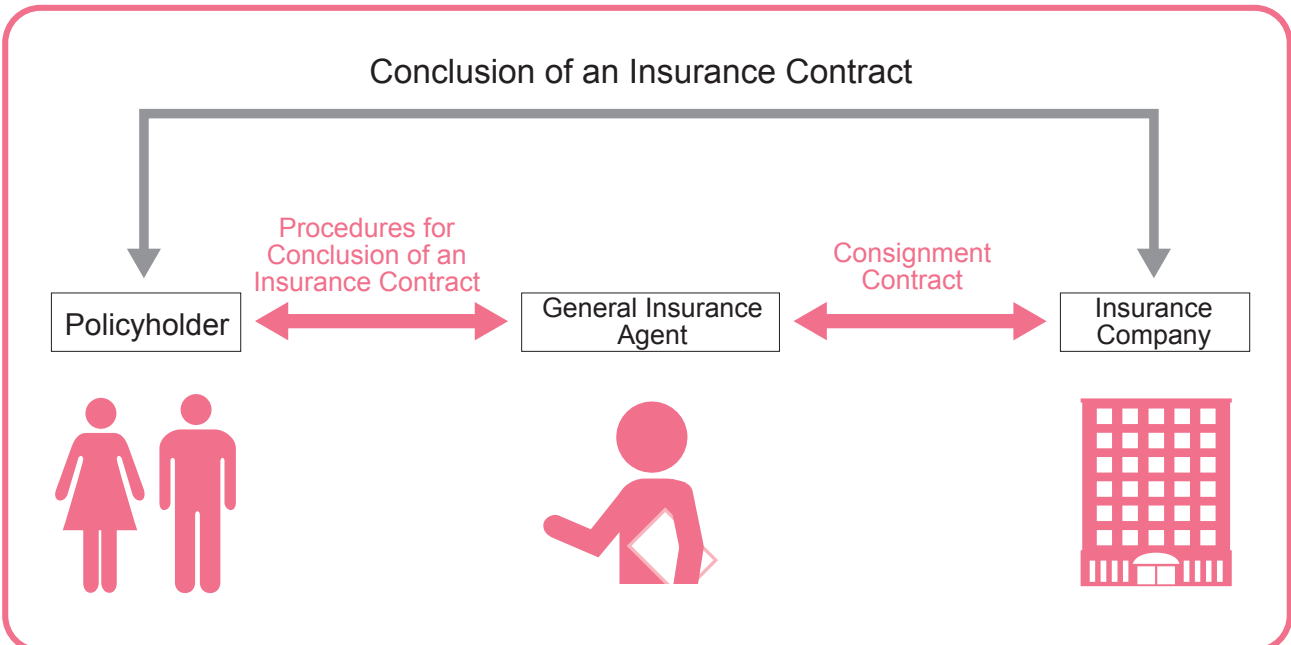 Conclusion of an Insurance Contract
Procedures for
Conclusion of an
Insurance Contract
Consignment
Contract
Policyholder
General Insurance
Agent
Insurance
Company